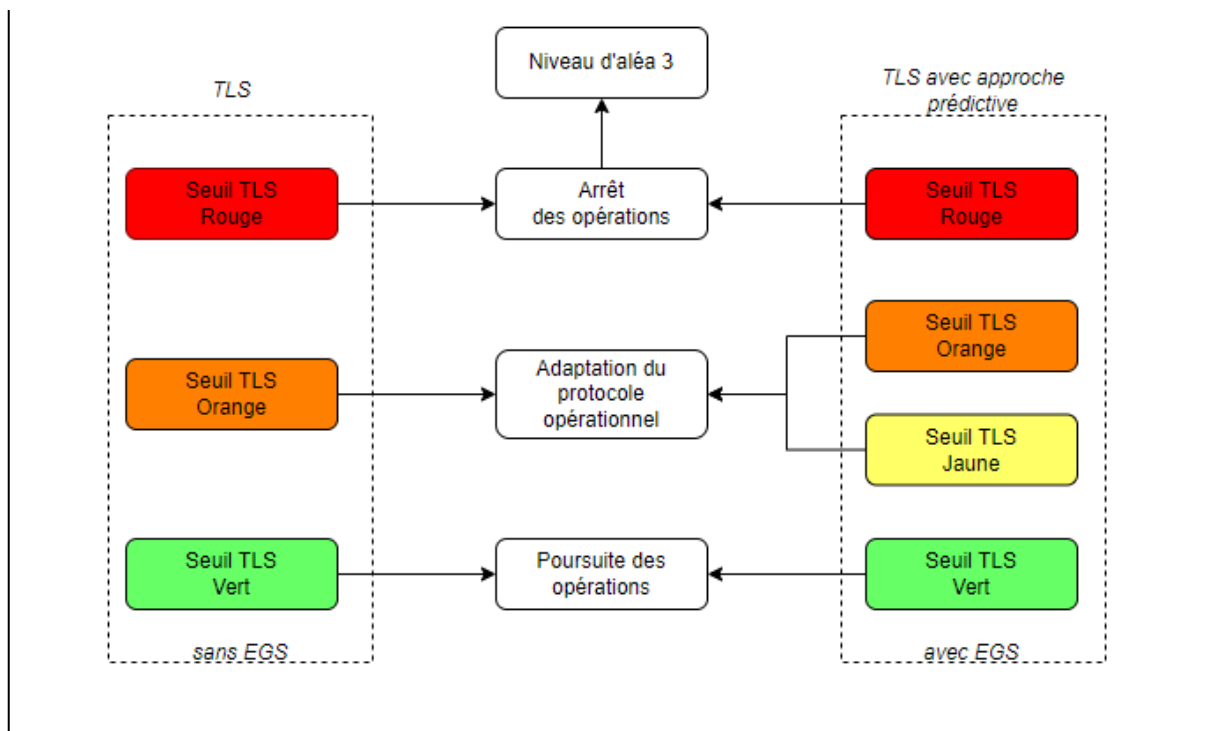 Niveau d'aléa 3
TLS
TLS avec approche
prédictive
Seuil TLS
Rouge
Arrêt
des opérations
Seuil TLS
Rouge
Seuil TLS
Orange
Adaptation du
protocole
opérationnel
Seuil TLS
Orange
Seuil TLS
Jaune
Seuil TLS
Vert
Poursuite des
opérations
Seuil TLS
Vert
sans EGS
avec EGS